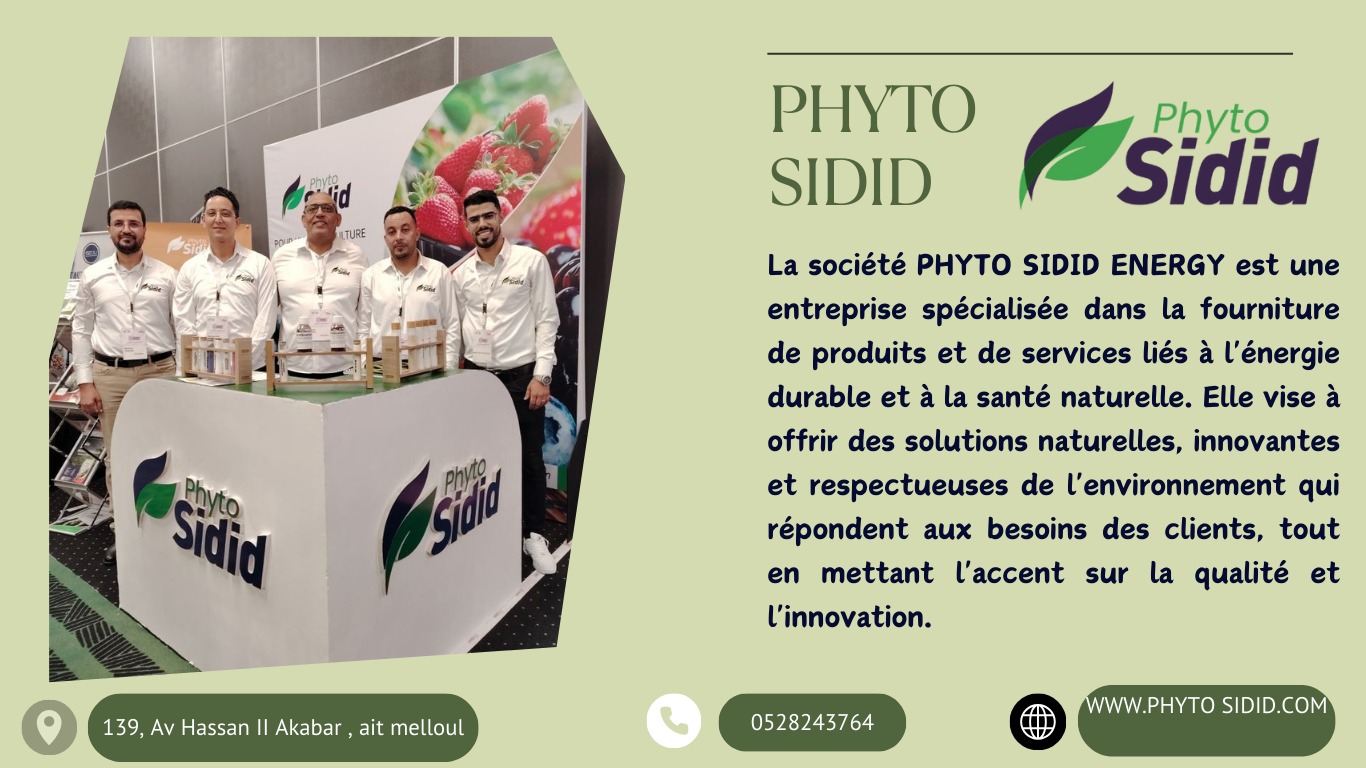 PHYTO
SIDID
Phyto
Sidid
La société PHYTO SIDID ENERGY est une
entreprise spécialisée dans la fourniture
de produits et de services liés à l'énergie
durable et à la santé naturelle. Elle vise à
offrir des solutions naturelles, innovantes
et respectueuses de l'environnement qui
répondent aux besoins des clients, tout
en mettant l'accent sur la qualité et
l'innovation.
Phyto
Sidid
Phyto
Sidid
Phyto
Sidid
139, Av Hassan II Akabar , ait melloul
0528243764
WWW.PHYTO SIDID.COM